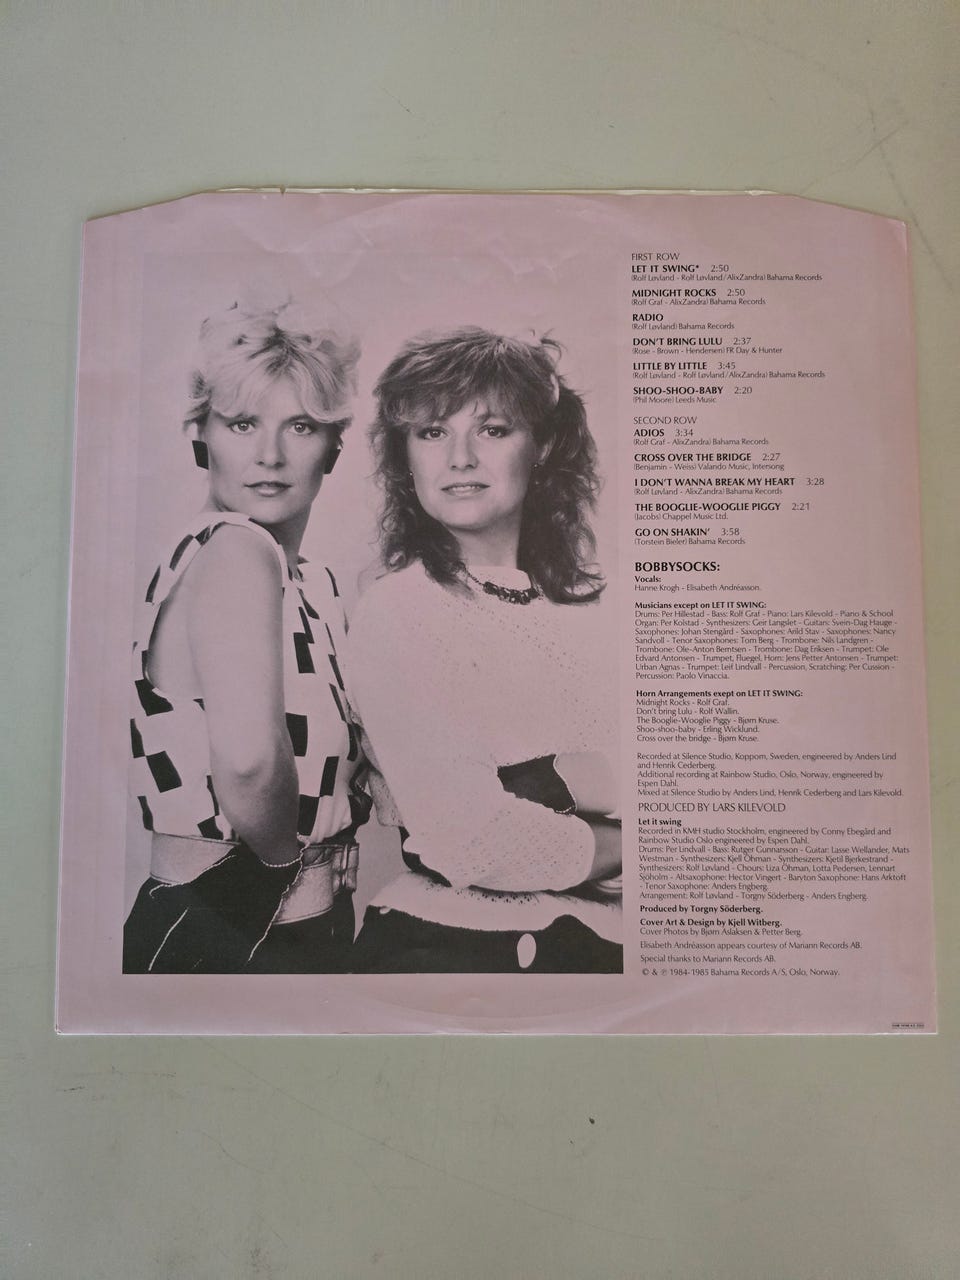 FIRST ROW
LET IT SWING* 2:50
(Rolf Løvland - Rolf Løvland/AlixZandra) Bahama Records
MIDNIGHT ROCKS 2:50
(Rolf Graf - AlixZandra) Bahama Records
RADIO
(Rolf Løvland) Bahama Records
DON'T BRING LULU 2:37
(Rose - Brown - Hendersen) FR Day & Hunter
LITTLE BY LITTLE 3:45
(Rolf Løvland - Rolf Løvland/AlixZandra) Bahama Records
SHOO-SHOO-BABY 2:20
(Phil Moore) Leeds Music
SECOND ROW
ADIOS 3:34
(Rolf Graf - AlixZandra) Bahama Records
CROSS OVER THE BRIDGE 2:27
(Benjamin - Weiss) Valando Music, Intersong
I DON'T WANNA BREAK MY HEART 3:28
(Rolf Løvland - AlixZandra) Bahama Records
THE BOOGLIE-WOOGLIE PIGGY 2:21
(Jacobs) Chappel Music Ltd.
GO ON SHAKIN' 3:58
(Torstein Bieler) Bahama Records
BOBBYSOCKS:
Vocals:
Hanne Krogh - Elisabeth Andréasson.
Musicians except on LET IT SWING:
Drums: Per Hillestad - Bass: Rolf Graf - Piano: Lars Kilevold - Piano & School
Organ: Per Kolstad - Synthesizers: Geir Langslet - Guitars: Svein-Dag Hauge -
Saxophones: Johan Stengård - Saxophones: Arild Stav - Saxophones: Nancy
Sandvoll - Tenor Saxophones: Tom Berg - Trombone: Nils Landgren -
Trombone: Ole-Anton Berntsen - Trombone: Dag Eriksen - Trumpet: Ole
Edvard Antonsen - Trumpet, Fluegel, Horn: Jens Petter Antonsen - Trumpet:
Urban Agnas - Trumpet: Leif Lindvall - Percussion, Scratching: Per Cussion -
Percussion: Paolo Vinaccia.
Horn Arrangements exept on LET IT SWING:
Midnight Rocks - Rolf Graf.
Don't bring Lulu - Rolf Wallin.
The Booglie-Wooglie Piggy - Bjørn Kruse.
Shoo-shoo-baby - Erling Wicklund.
Cross over the bridge - Bjørn Kruse.
Recorded at Silence Studio, Koppom, Sweden, engineered by Anders Lind
and Henrik Cederberg.
Additional recording at Rainbow Studio, Oslo, Norway, engineered by
Espen Dahl.
Mixed at Silence Studio by Anders Lind, Henrik Cederberg and Lars Kilevold.
PRODUCED BY LARS KILEVOLD
Let it swing
Recorded in KMH studio Stockholm, engineered by Conny Ebegård and
Rainbow Studio Oslo engineered by Espen Dahl.
Drums: Per Lindvall - Bass: Rutger Gunnarsson - Guitar: Lasse Wellander, Mats
Westman - Synthesizers: Kjell Öhman - Synthesizers: Kjetil Bjerkestrand -
Synthesizers: Rolf Løvland - Chours: Liza Öhman, Lotta Pedersen, Lennart
Sjöholm - Altsaxophone: Hector Vingert - Baryton Saxophone: Hans Arktoft
- Tenor Saxophone: Anders Engberg.
Arrangement: Rolf Løvland - Torgny Söderberg - Anders Engberg.
Produced by Torgny Söderberg.
Cover Art & Design by Kjell Witberg.
Cover Photos by Bjørn Aslaksen & Petter Berg.
Elisabeth Andréasson appears courtesy of Mariann Records AB.
Special thanks to Mariann Records AB.
© & ℗ 1984-1985 Bahama Records A/S, Oslo, Norway.